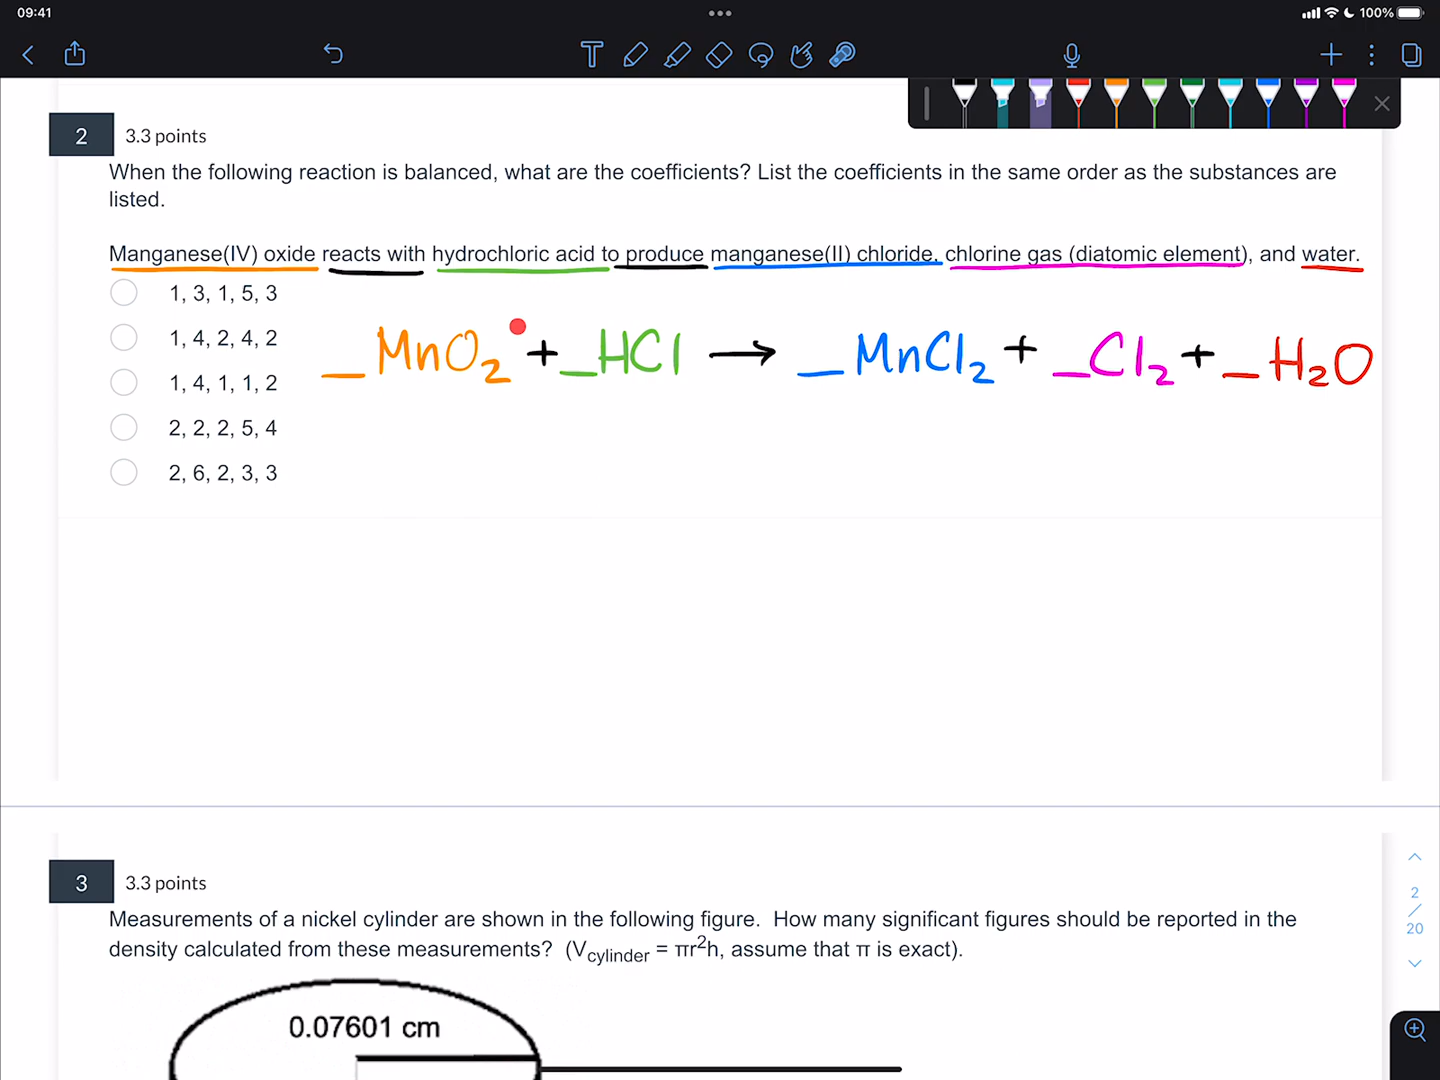 09:41
100%
2
3.3 points
When the following reaction is balanced, what are the coefficients? List the coefficients in the same order as the substances are
listed.
Manganese(IV) oxide reacts with hydrochloric acid to produce manganese(II) chloride, chlorine gas (diatomic element), and water.
1, 3, 1, 5, 3
1, 4, 2, 4, 2
1, 4, 1, 1, 2
2, 2, 2, 5, 4
2, 6, 2, 3, 3
_MnO₂ + _HCl → _MnCl₂ + _Cl₂ + _H₂O
3
3.3 points
Measurements of a nickel cylinder are shown in the following figure. How many significant figures should be reported in the
density calculated from these measurements? (Vcylinder = πr²h, assume that π is exact).
0.07601 cm
2
/
20